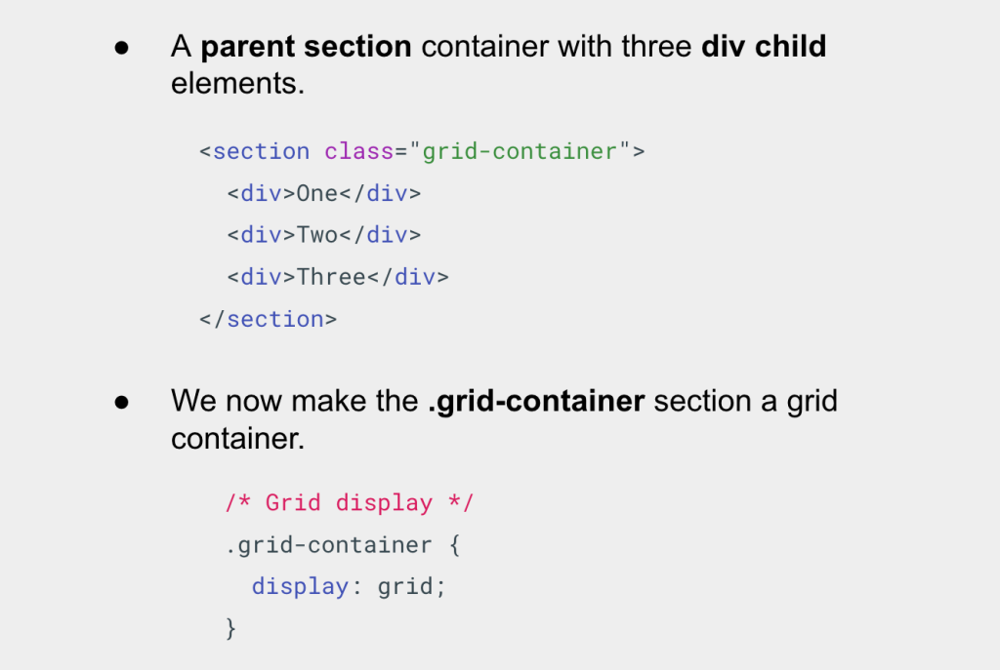 ● A parent section container with three div child
elements.
<section class="grid-container">
  <div>One</div>
  <div>Two</div>
  <div>Three</div>
</section>
● We now make the .grid-container section a grid
container.
/* Grid display */
.grid-container {
  display: grid;
}